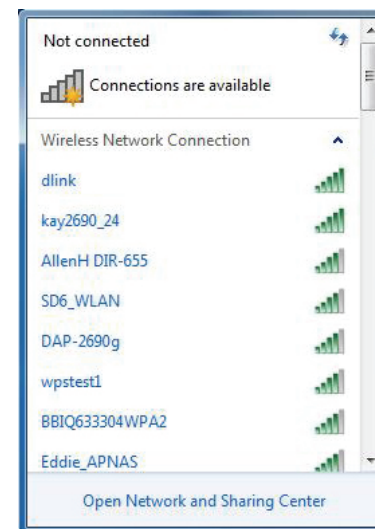 Not connected
Connections are available
Wireless Network Connection
dlink
kay2690_24
AllenH DIR-655
SD6_WLAN
DAP-2690g
wpstest1
BBIQ633304WPA2
Eddie_APNAS
Open Network and Sharing Center